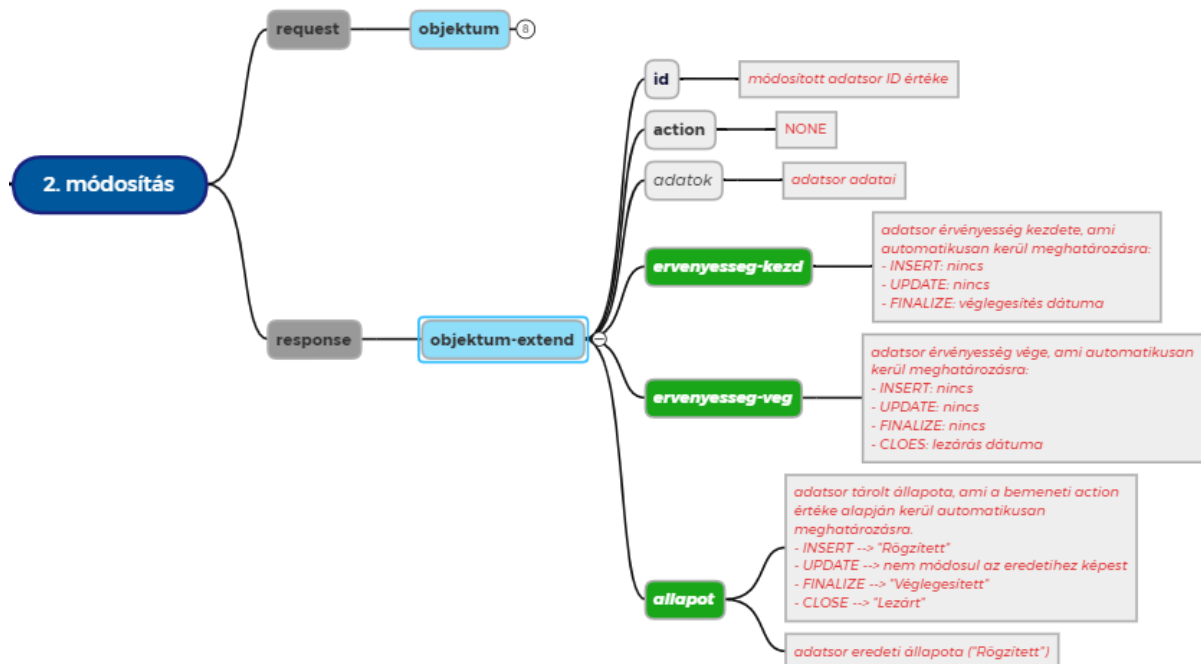 request
objektum
8
id
módosított adatsor ID értéke
action
NONE
2. módosítás
adatok
adatsor adatai
ervenyesseg-kezd
adatsor érvényesség kezdete, ami
automatikusan kerül meghatározásra:
- INSERT: nincs
- UPDATE: nincs
- FINALIZE: véglegesítés dátuma
response
objektum-extend
ervenyesseg-veg
adatsor érvényesség vége, ami automatikusan
kerül meghatározásra:
- INSERT: nincs
- UPDATE: nincs
- FINALIZE: nincs
- CLOES: lezárás dátuma
allapot
adatsor tárolt állapota, ami a bemeneti action
értéke alapján kerül automatikusan
meghatározásra.
- INSERT --> "Rögzített"
- UPDATE --> nem módosul az eredetihez képest
- FINALIZE --> "Véglegesített"
- CLOSE --> "Lezárt"
adatsor eredeti állapota ("Rögzített")